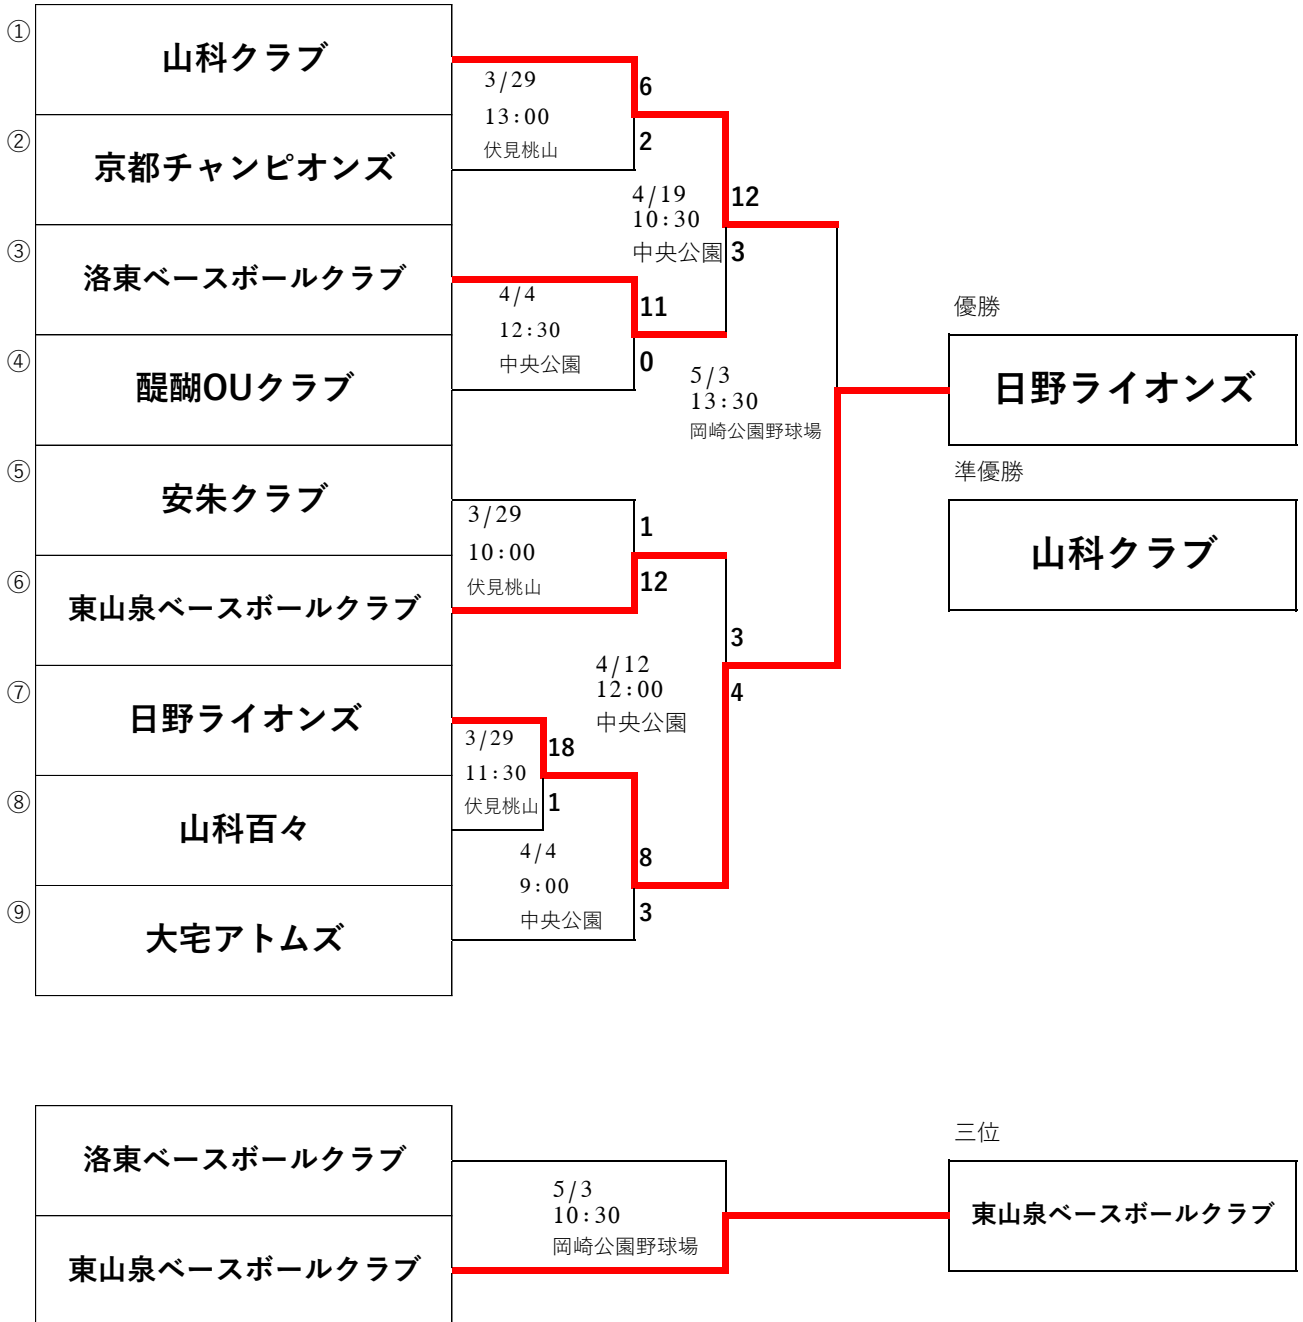 ①
山科クラブ
3/29
13:00
伏見桃山
6
2
②
京都チャンピオンズ
4/19
10:30
中央公園
12
3
③
洛東ベースボールクラブ
4/4
12:30
中央公園
11
0
④
醍醐OUクラブ
5/3
13:30
岡崎公園野球場
優勝
日野ライオンズ
準優勝
山科クラブ
⑤
安朱クラブ
3/29
10:00
伏見桃山
1
12
⑥
東山泉ベースボールクラブ
4/12
12:00
中央公園
3
4
⑦
日野ライオンズ
3/29
11:30
伏見桃山
18
1
⑧
山科百々
4/4
9:00
中央公園
8
3
⑨
大宅アトムズ
洛東ベースボールクラブ
5/3
10:30
岡崎公園野球場
東山泉ベースボールクラブ
三位
東山泉ベースボールクラブ